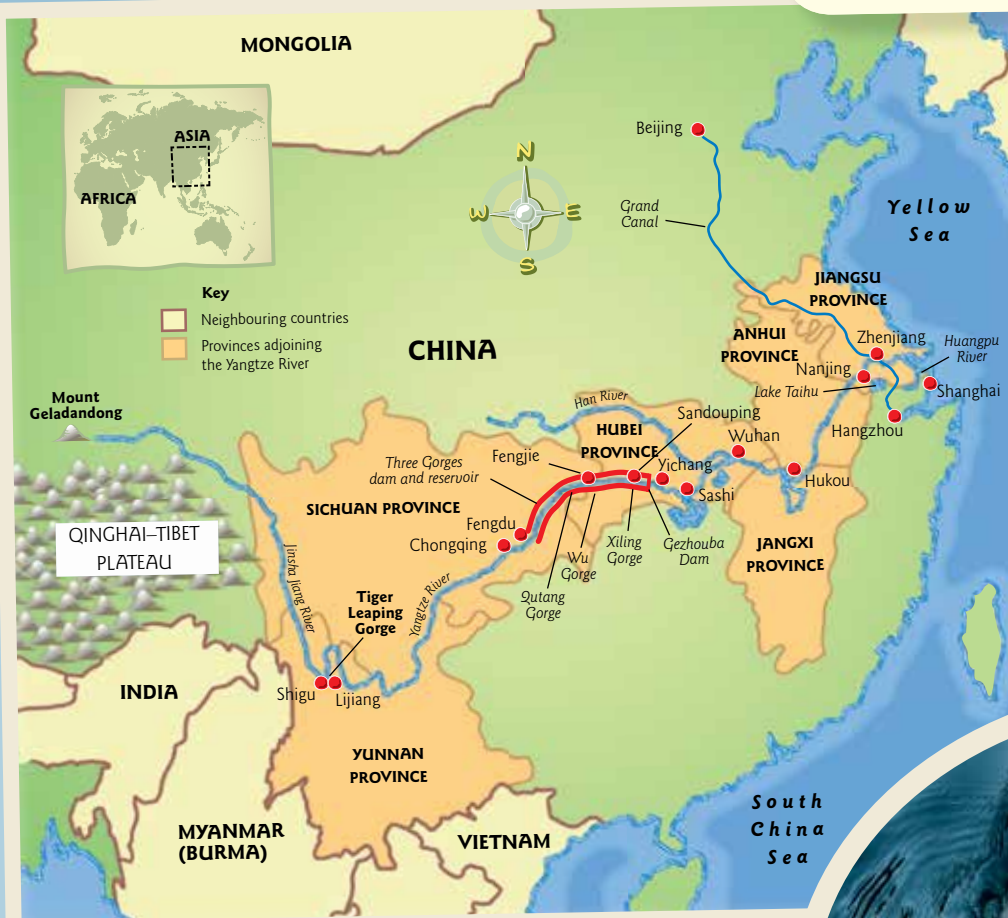 MONGOLIA
ASIA
AFRICA
N
W
E
S
Beijing
Grand
Canal
Yellow
Sea
Key
Neighbouring countries
Provinces adjoining
the Yangtze River
CHINA
JIANGSU
PROVINCE
ANHUI
PROVINCE
Zhenjiang
Huangpu
River
Nanjing
Lake Taihu
Shanghai
Hangzhou
Mount
Geladandong
Han River
Sandouping
HUBEI
PROVINCE
Wuhan
Fengjie
Three Gorges
dam and reservoir
Yichang
Sashi
Hukou
SICHUAN PROVINCE
Fengdu
Chongqing
QINGHAI–TIBET
PLATEAU
Jinsha Jiang River
Wu
Gorge
Xiling
Gorge
Gezhouba
Dam
JANGXI
PROVINCE
Qutang
Gorge
Tiger
Leaping
Gorge
Yangtze River
INDIA
Shigu
Lijiang
YUNNAN
PROVINCE
MYANMAR
(BURMA)
VIETNAM
South
China
Sea